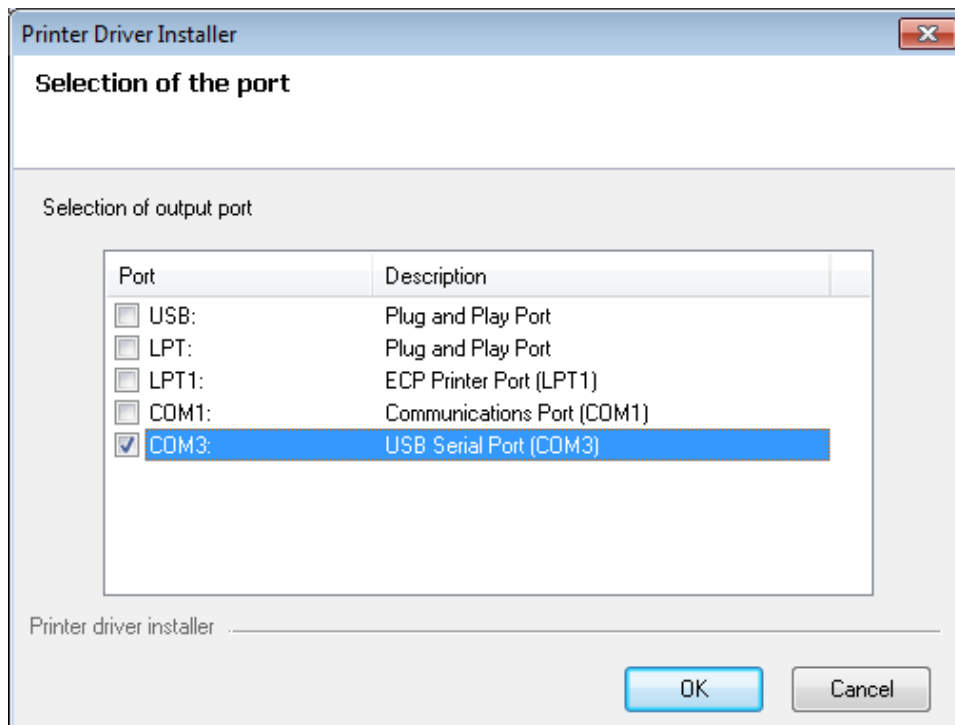 Printer Driver Installer
Selection of the port
Selection of output port
Port Description
USB: Plug and Play Port
LPT: Plug and Play Port
LPT1: ECP Printer Port (LPT1)
COM1: Communications Port (COM1)
COM3: USB Serial Port (COM3)
Printer driver installer
OK Cancel